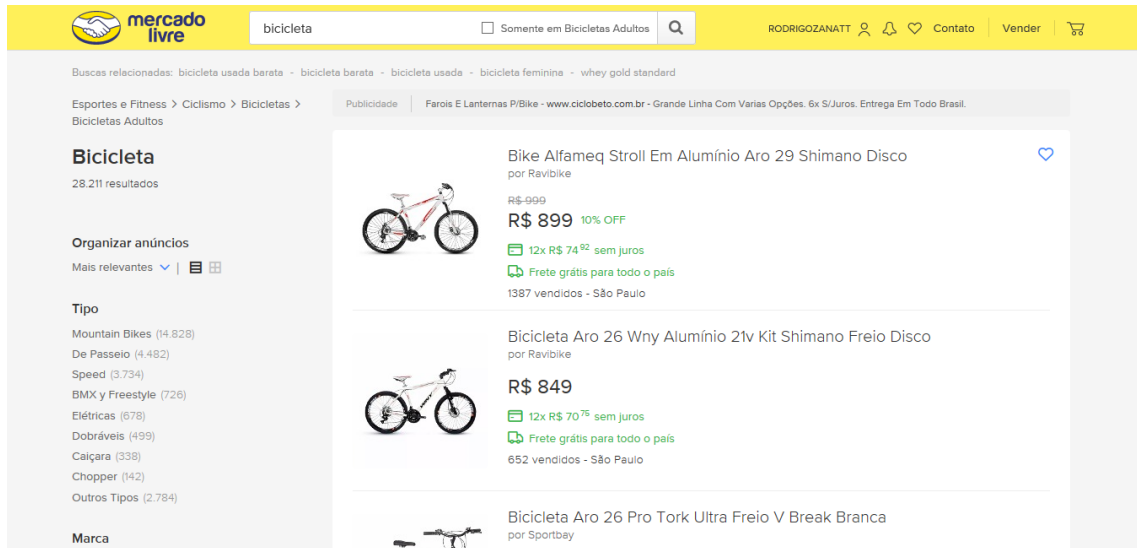 mercado
livre
bicicleta
Somente em Bicicletas Adultos
RODRIGOZANATT
Contato
Vender
Buscas relacionadas: bicicleta usada barata - bicicleta barata - bicicleta usada - bicicleta feminina - whey gold standard
Esportes e Fitness > Ciclismo > Bicicletas >
Bicicletas Adultos
Bicicleta
28.211 resultados
Organizar anúncios
Mais relevantes
Tipo
Mountain Bikes (14.828)
De Passeio (4.482)
Speed (3.734)
BMX y Freestyle (726)
Elétricas (678)
Dobráveis (499)
Caiçara (338)
Chopper (142)
Outros Tipos (2.784)
Marca
Publicidade
Farois E Lanternas P/Bike - www.ciclobeto.com.br - Grande Linha Com Varias Opções. 6x S/Juros. Entrega Em Todo Brasil.
Bike Alfameq Stroll Em Alumínio Aro 29 Shimano Disco
por Ravibike
R$ 999
R$ 899 10% OFF
12x R$ 74 92 sem juros
Frete grátis para todo o país
1387 vendidos - São Paulo
Bicicleta Aro 26 Wny Alumínio 21v Kit Shimano Freio Disco
por Ravibike
R$ 849
12x R$ 70 75 sem juros
Frete grátis para todo o país
652 vendidos - São Paulo
Bicicleta Aro 26 Pro Tork Ultra Freio V Break Branca
por Sportbay